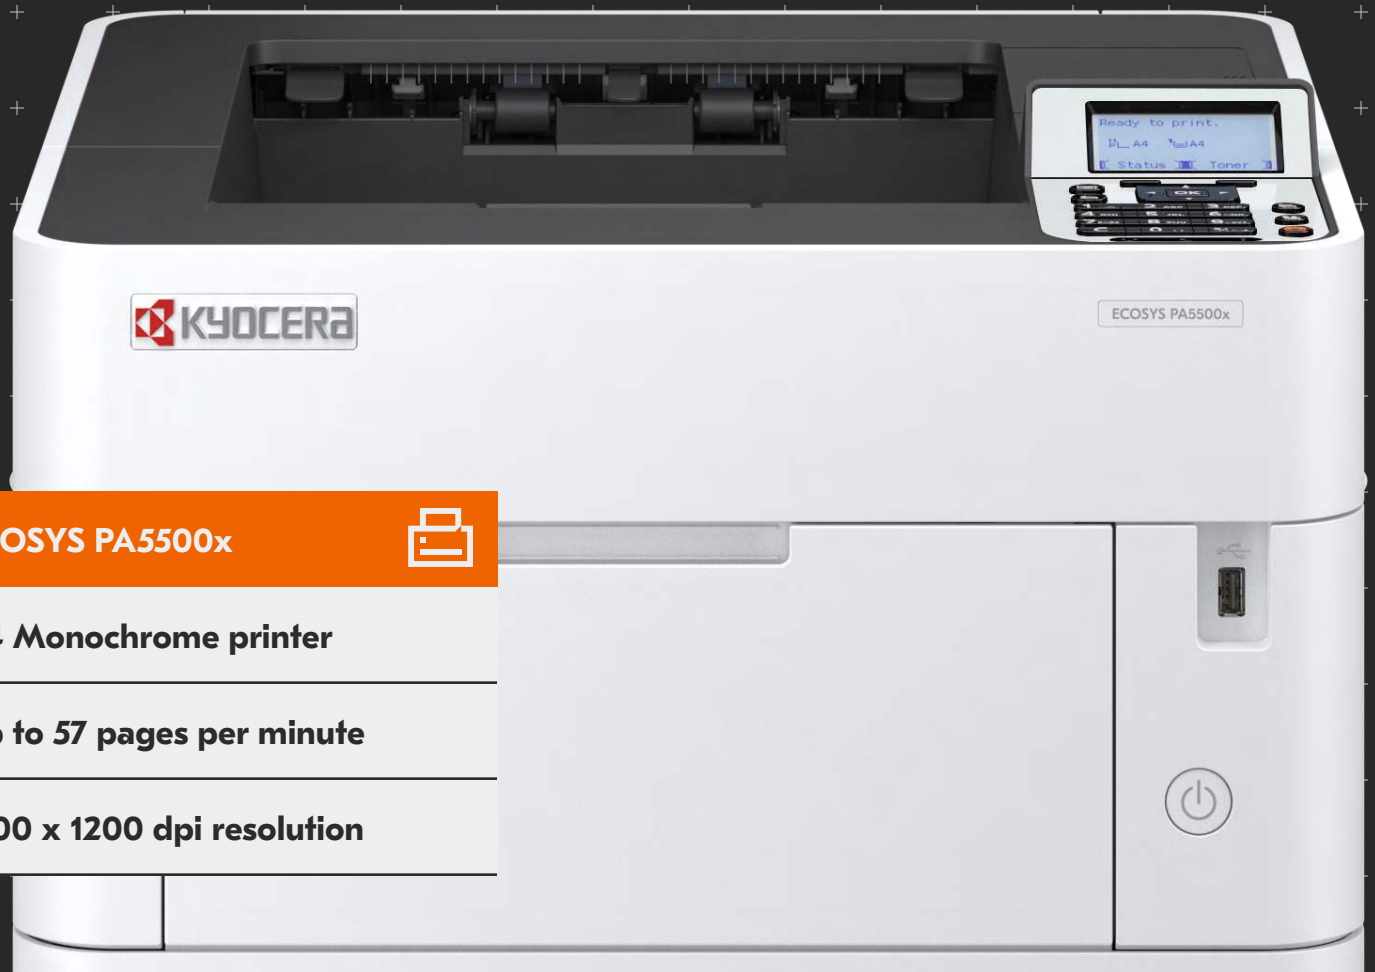 Ready to print.
A4 A4
Status Toner
OK
KYOCERA
ECOSYS PA5500x
OSYS PA5500x
Monochrome printer
to 57 pages per minute
00 x 1200 dpi resolution